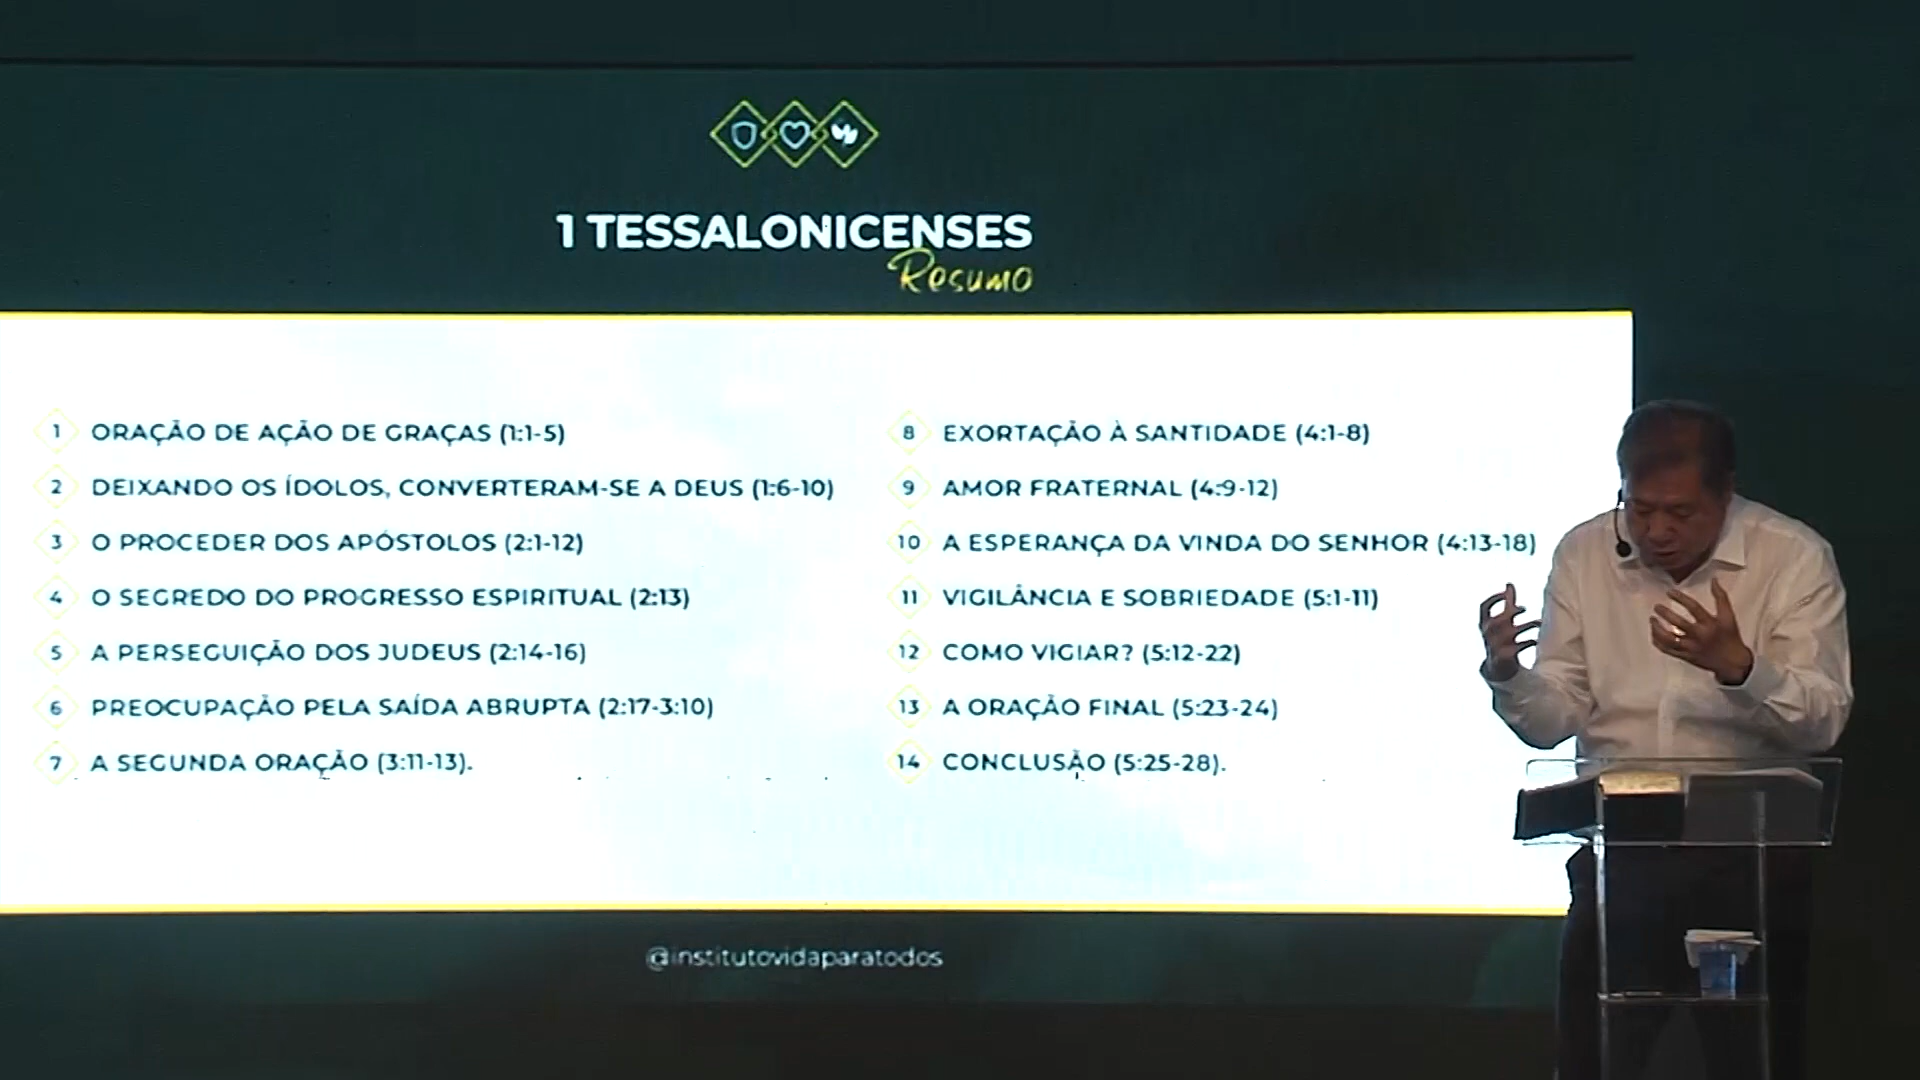 1 TESSALONICENSES
Resumo
1 ORAÇÃO DE AÇÃO DE GRAÇAS (1:1-5)
2 DEIXANDO OS ÍDOLOS, CONVERTERAM-SE A DEUS (1:6-10)
3 O PROCEDER DOS APÓSTOLOS (2:1-12)
4 O SEGREDO DO PROGRESSO ESPIRITUAL (2:13)
5 A PERSEGUIÇÃO DOS JUDEUS (2:14-16)
6 PREOCUPAÇÃO PELA SAÍDA ABRUPTA (2:17-3:10)
7 A SEGUNDA ORAÇÃO (3:11-13).
8 EXORTAÇÃO À SANTIDADE (4:1-8)
9 AMOR FRATERNAL (4:9-12)
10 A ESPERANÇA DA VINDA DO SENHOR (4:13-18)
11 VIGILÂNCIA E SOBRIEDADE (5:1-11)
12 COMO VIGIAR? (5:12-22)
13 A ORAÇÃO FINAL (5:23-24)
14 CONCLUSÃO (5:25-28).
@institutovidaparatodos